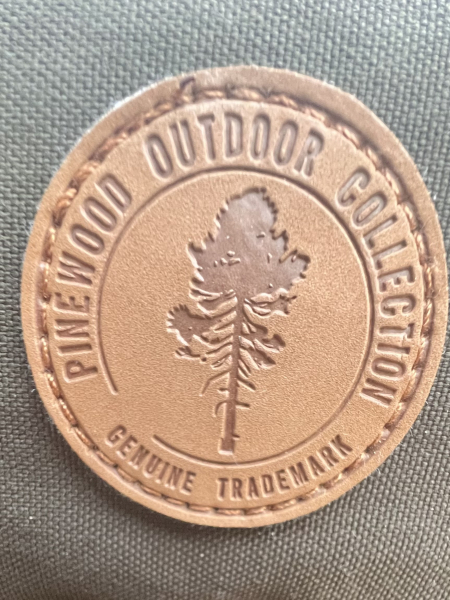 PINEWOOD OUTDOOR COLLECTION
GENUINE TRADEMARK